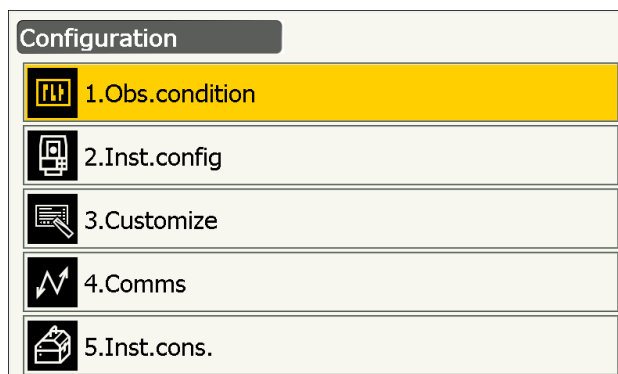 Configuration
1.Obs.condition
2.Inst.config
3.Customize
4.Comms
5.Inst.cons.